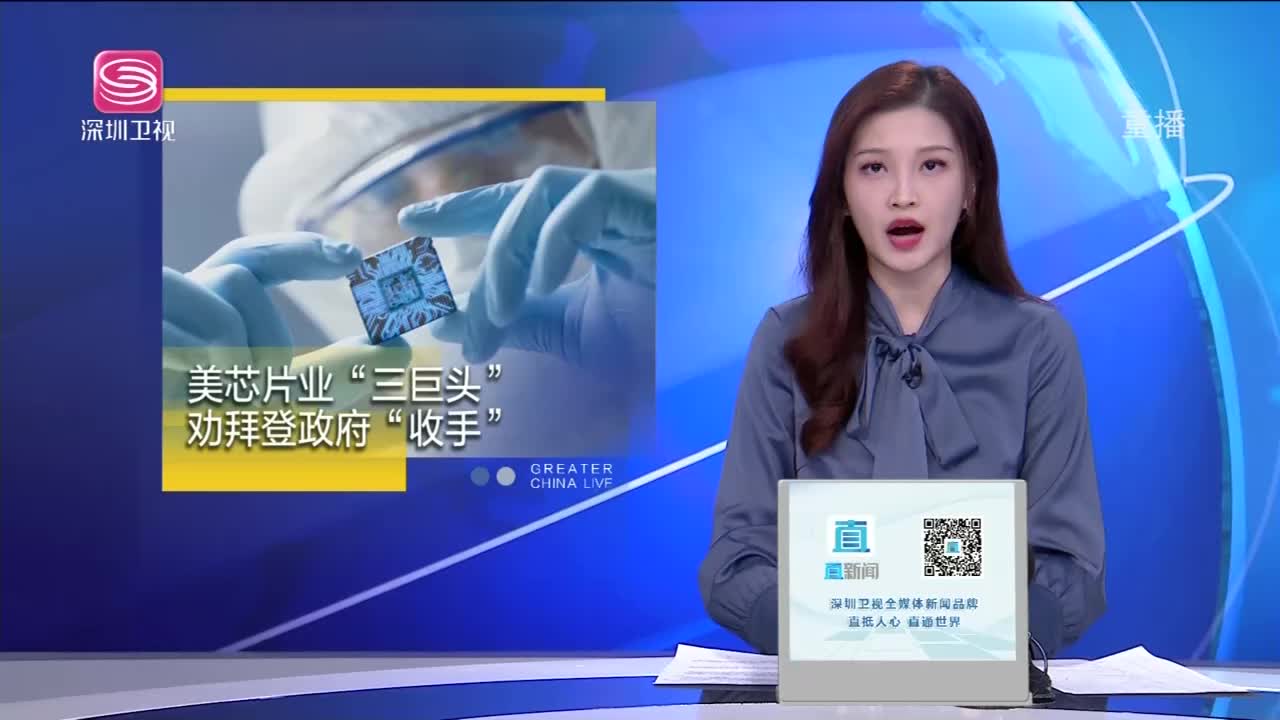 深圳卫视
重播
美芯片业“三巨头”
劝拜登政府“收手”
GREATER
CHINA LIVE
直
直新闻
深圳卫视全媒体新闻品牌
直抵人心 直通世界